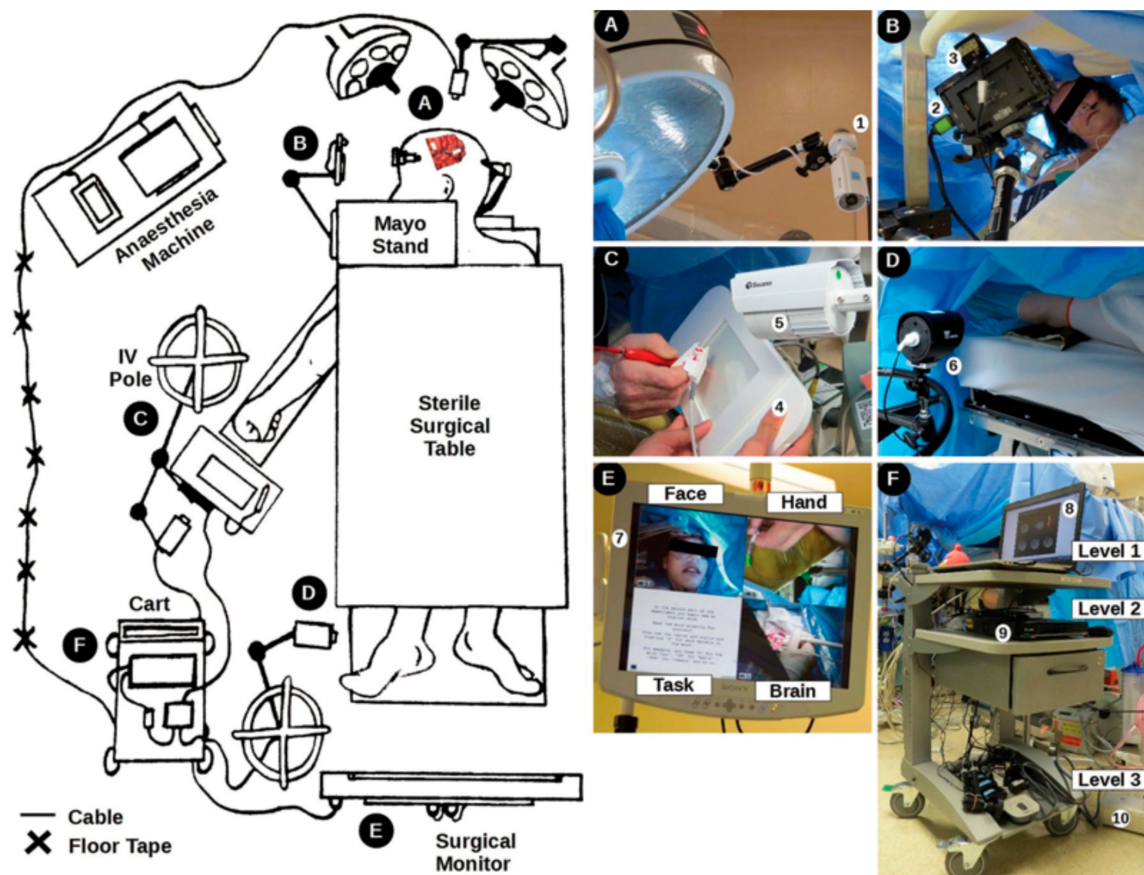 A
B
Anaesthesia
Machine
Mayo
Stand
IV
Pole
C
Sterile
Surgical
Table
D
Cart
F
E
Surgical
Monitor
Cable
Floor Tape
A
1
B
3
2
C
Swann
5
4
D
6
E
Face
Hand
7
Task
Brain
SONY
F
8
Level 1
Level 2
9
Level 3
10